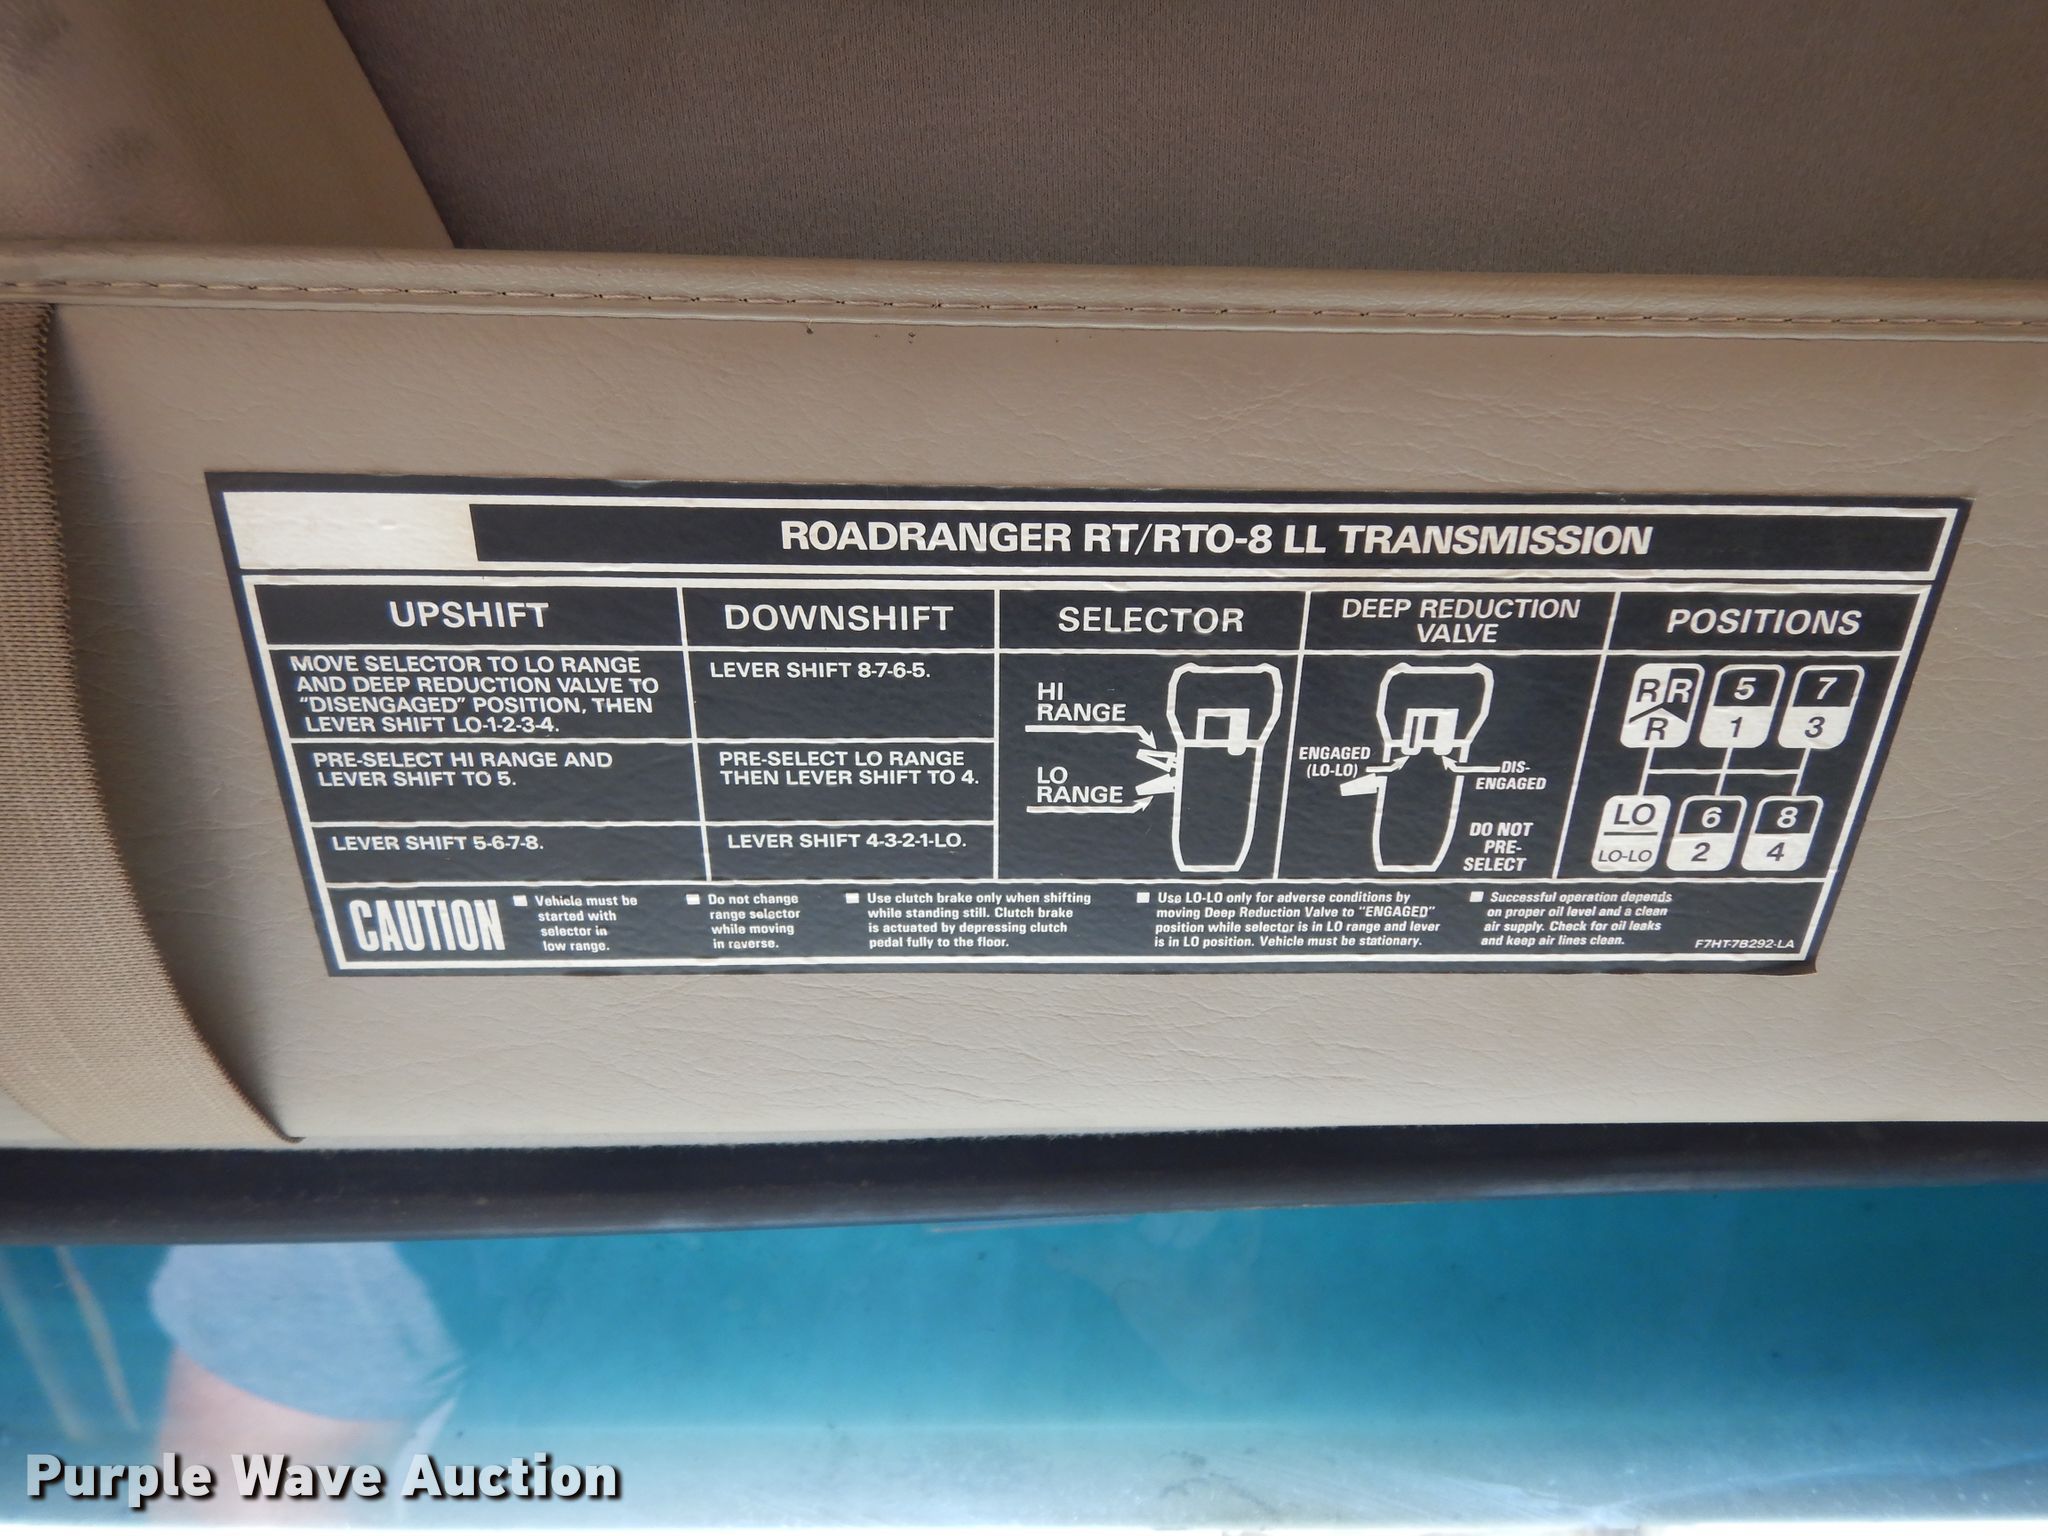 ROADRANGER RT/RTO-8 LL TRANSMISSION
UPSHIFT
MOVE SELECTOR TO LO RANGE
AND DEEP REDUCTION VALVE TO
"DISENGAGED" POSITION, THEN
LEVER SHIFT LO-1-2-3-4.
PRE-SELECT HI RANGE AND
LEVER SHIFT TO 5.
LEVER SHIFT 5-6-7-8.
DOWNSHIFT
LEVER SHIFT 8-7-6-5.
PRE-SELECT LO RANGE
THEN LEVER SHIFT TO 4.
LEVER SHIFT 4-3-2-1-LO.
SELECTOR
HI
RANGE
LO
RANGE
DEEP REDUCTION
VALVE
ENGAGED
(LO-LO)
DIS-
ENGAGED
DO NOT
PRE-
SELECT
POSITIONS
R R 5 7
R 1 3
LO 6 8
LO-LO 2 4
CAUTION
Vehicle must be
started with
selector in
low range.
Do not change
range selector
while moving
in reverse.
Use clutch brake only when shifting
while standing still. Clutch brake
is actuated by depressing clutch
pedal fully to the floor.
Use LO-LO only for adverse conditions by
moving Deep Reduction Valve to "ENGAGED"
position while selector is in LO range and lever
is in LO position. Vehicle must be stationary.
Successful operation depends
on proper oil level and a clean
air supply. Check for oil leaks
and keep air lines clean.
F7HT-7B292-LA
Purple Wave Auction